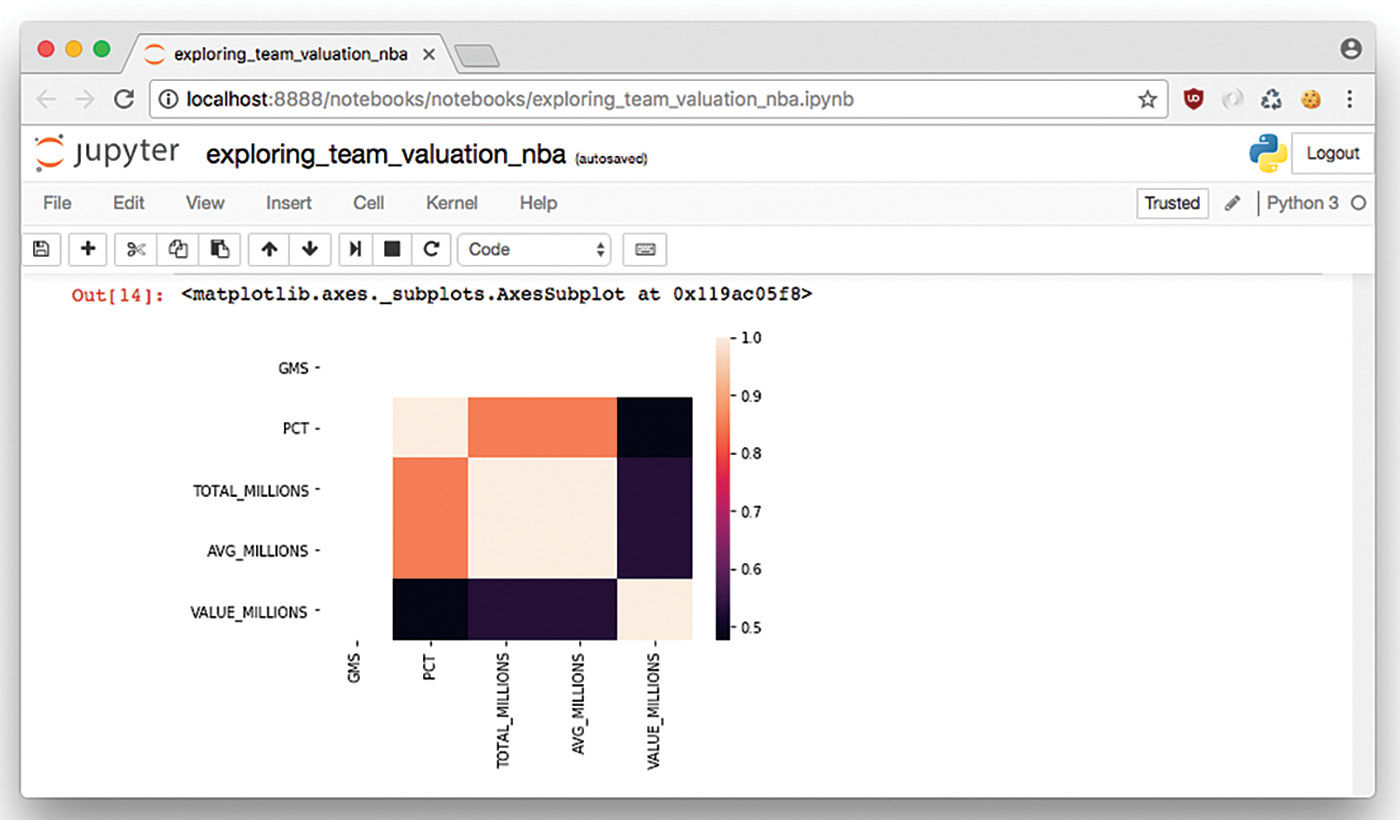 exploring_team_valuation_nba
localhost:8888/notebooks/notebooks/exploring_team_valuation_nba.ipynb
jupyter exploring_team_valuation_nba (autosaved) Logout
File Edit View Insert Cell Kernel Help Trusted Python 3
Code
Out[14]: <matplotlib.axes._subplots.AxesSubplot at 0x119ac05f8>
GMS
PCT
TOTAL_MILLIONS
AVG_MILLIONS
VALUE_MILLIONS
GMS
PCT
TOTAL_MILLIONS
AVG_MILLIONS
VALUE_MILLIONS
1.0
0.9
0.8
0.7
0.6
0.5